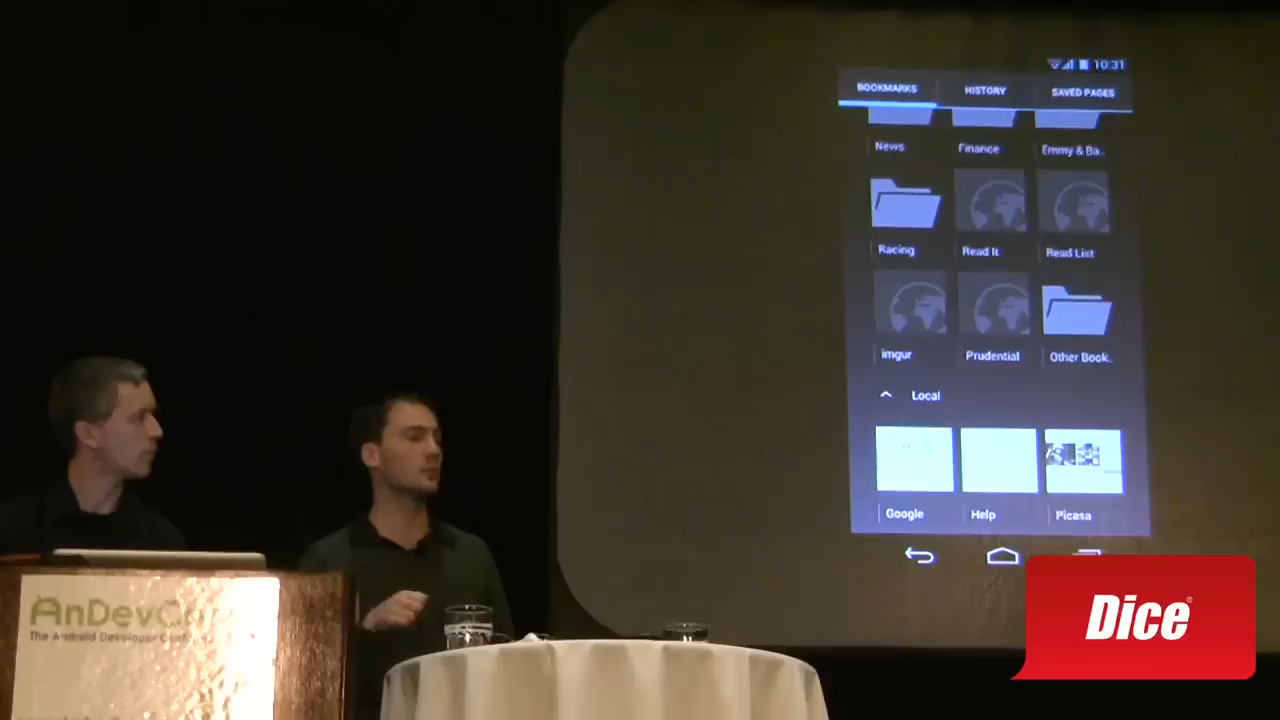 10:31
BOOKMARKS HISTORY SAVED PAGES
News Finance Emmy & Ba..
Racing Read It Read List
imgur Prudential Other Book..
Local
Google Help Picasa
AnDevCo
The Android Developer
Dice